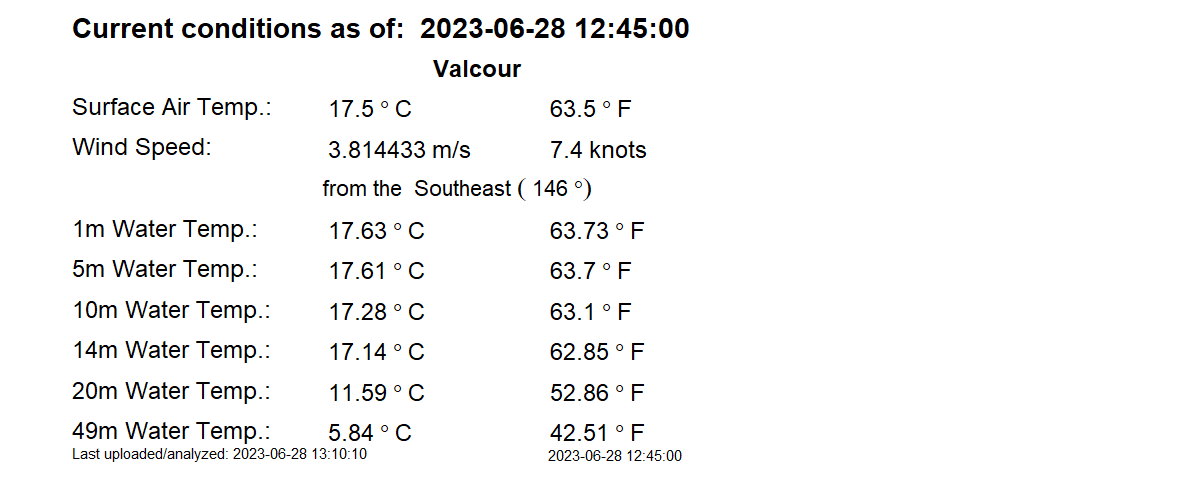 Current conditions as of:  2023-06-28 12:45:00
Valcour
Surface Air Temp.: 17.5 ° C 63.5 ° F
Wind Speed: 3.814433 m/s 7.4 knots
from the  Southeast ( 146 °)
1m Water Temp.: 17.63 ° C 63.73 ° F
5m Water Temp.: 17.61 ° C 63.7 ° F
10m Water Temp.: 17.28 ° C 63.1 ° F
14m Water Temp.: 17.14 ° C 62.85 ° F
20m Water Temp.: 11.59 ° C 52.86 ° F
49m Water Temp.: 5.84 ° C 42.51 ° F
Last uploaded/analyzed: 2023-06-28 13:10:10 2023-06-28 12:45:00